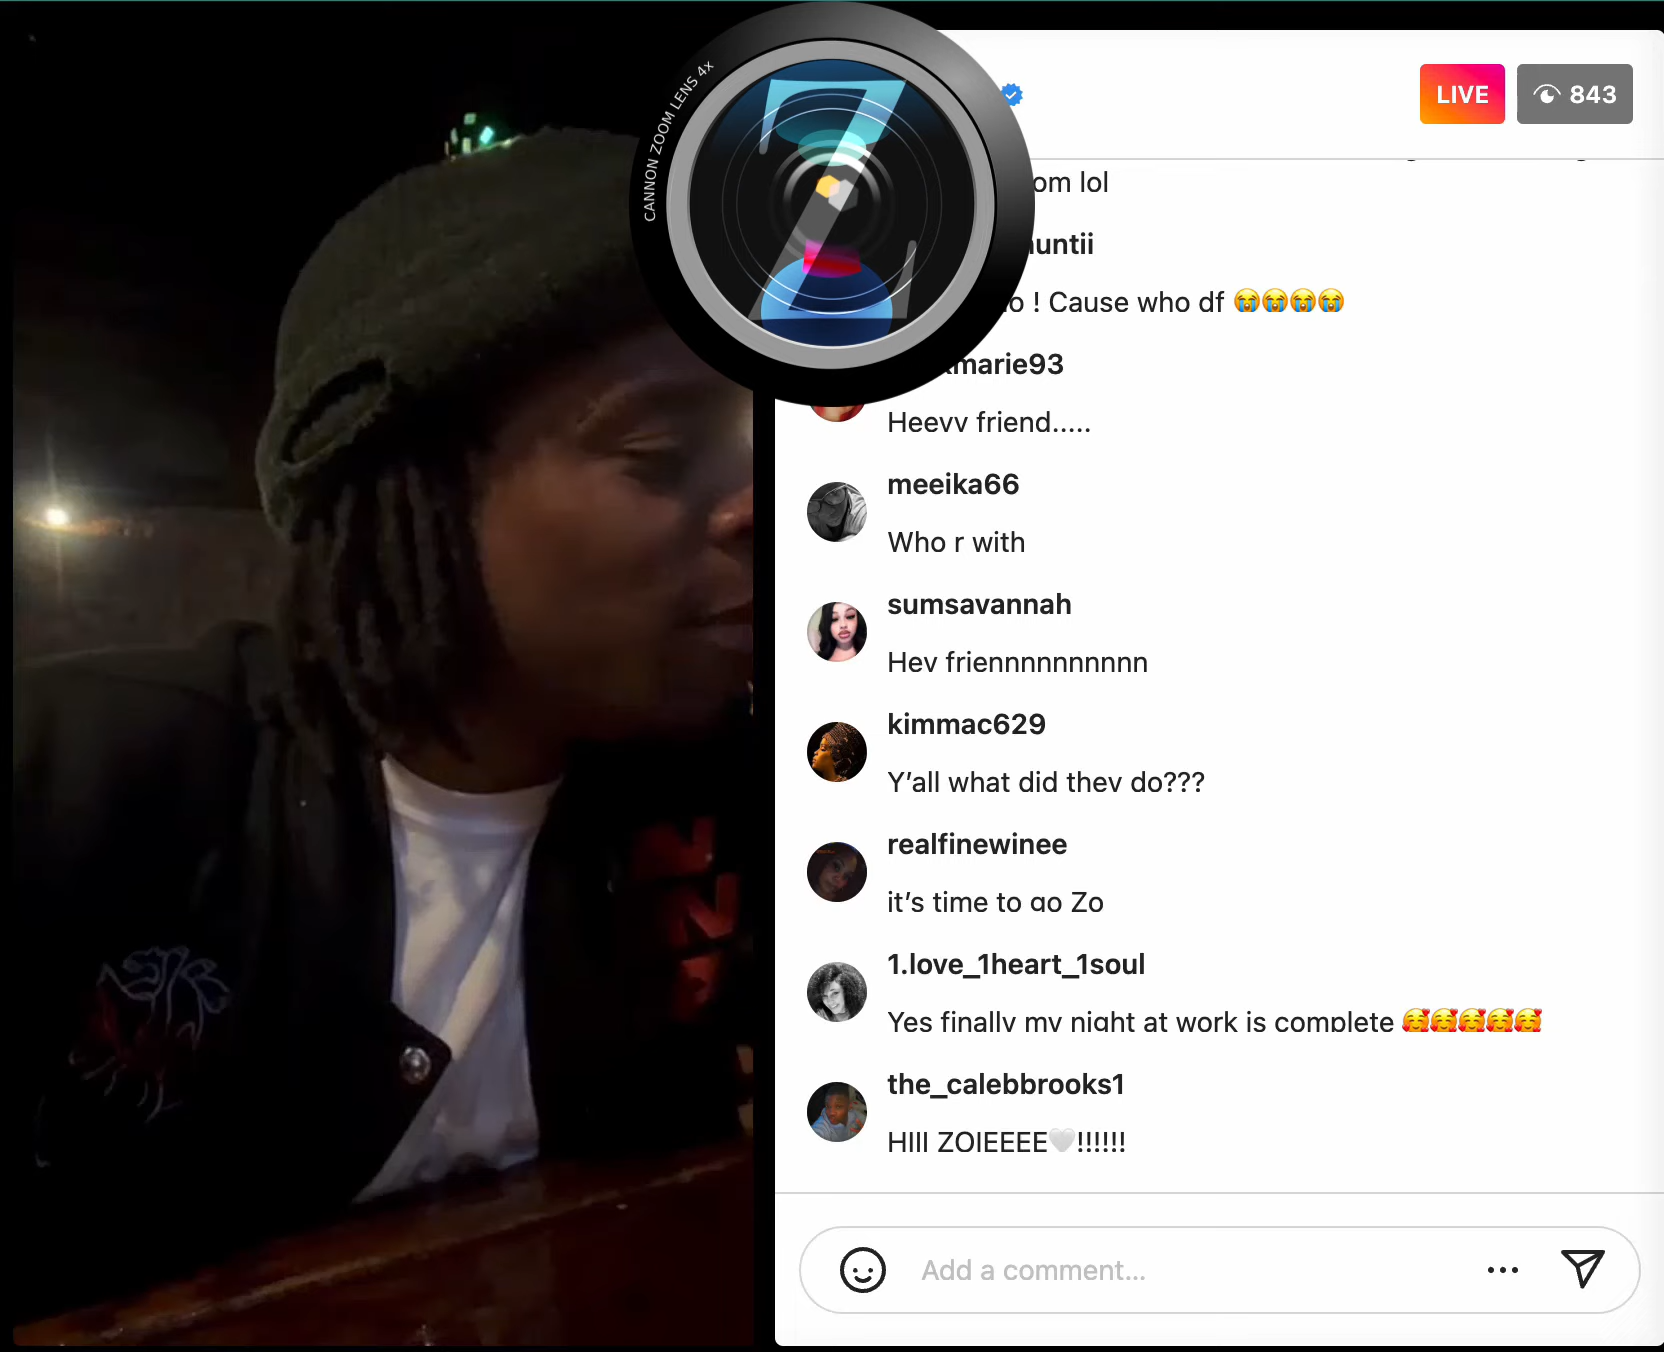 CANNON ZOOM LENS 4x
Z
LIVE
843
om lol
untii
o ! Cause who df 😭😭😭😭
marie93
Heyy friend.....
meeika66
Who r with
sumsavannah
Hey friennnnnnnnnn
kimmac629
Y’all what did they do???
realfinewinee
it’s time to go Zo
1.love_1heart_1soul
Yes finally my night at work is complete 🥰🥰🥰🥰🥰
the_calebbrooks1
HIII ZOIEEEE🤍!!!!!!
Add a comment...